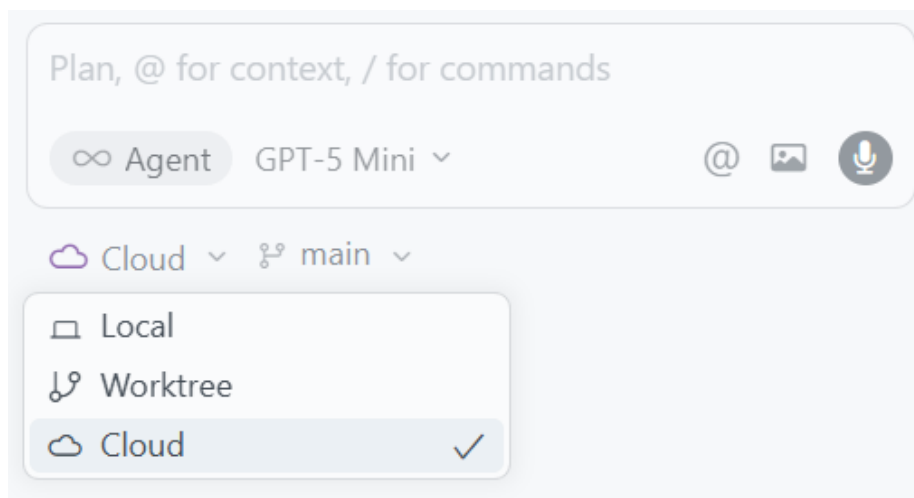 Plan, @ for context, / for commands
Agent GPT-5 Mini @
Cloud main
Local
Worktree
Cloud